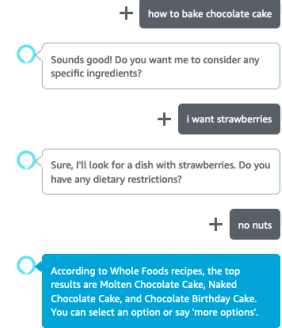 how to bake chocolate cake
Sounds good! Do you want me to consider any
specific ingredients?
i want strawberries
Sure, I'll look for a dish with strawberries. Do you
have any dietary restrictions?
no nuts
According to Whole Foods recipes, the top
results are Molten Chocolate Cake, Naked
Chocolate Cake, and Chocolate Birthday Cake.
You can select an option or say 'more options'.